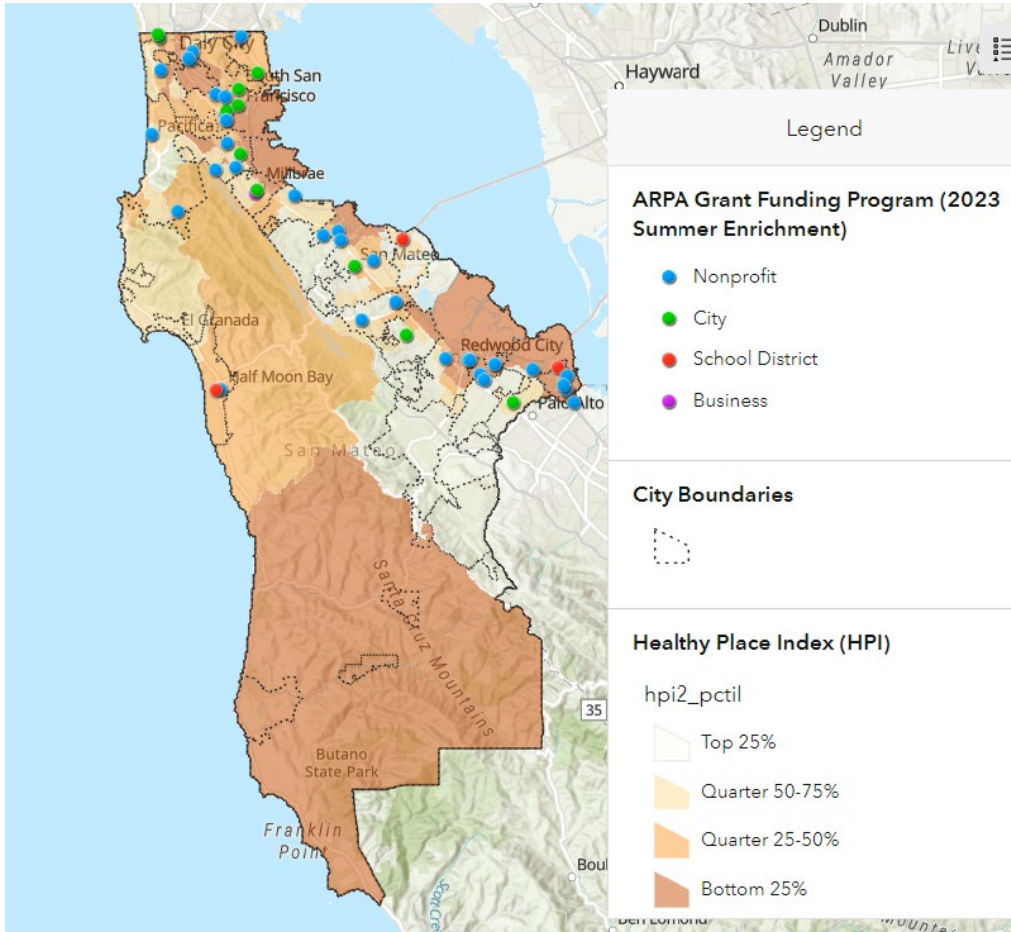 Dublin
Amador
Valley
Hayward
Daly City
South San
Francisco
Pacifica
Millbrae
San Mateo
El Granada
Redwood City
Half Moon Bay
Palo Alto
San Mateo
Santa Cruz Mountains
35
Butano
State Park
Franklin
Point
Ben Lomond
Legend
ARPA Grant Funding Program (2023
Summer Enrichment)
Nonprofit
City
School District
Business
City Boundaries
Healthy Place Index (HPI)
hpi2_pctil
Top 25%
Quarter 50-75%
Quarter 25-50%
Bottom 25%